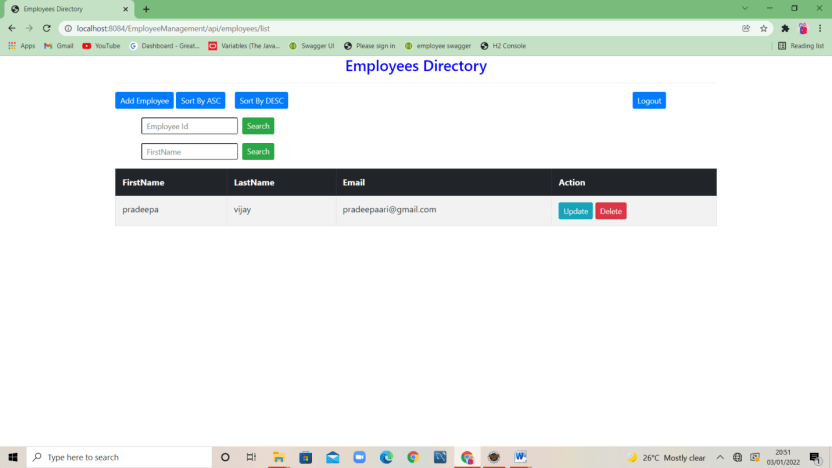 Employees Directory
localhost:8084/EmployeeManagement/api/employees/list
Apps Gmail YouTube Dashboard - Great... Variables (The Java... Swagger UI Please sign in employee swagger H2 Console Reading list
Employees Directory
Add Employee Sort By ASC Sort By DESC Logout
Employee Id Search
FirstName Search
FirstName LastName Email Action
pradeepa vijay pradeepaari@gmail.com Update Delete
Type here to search 26°C Mostly clear 20:51
03/01/2022